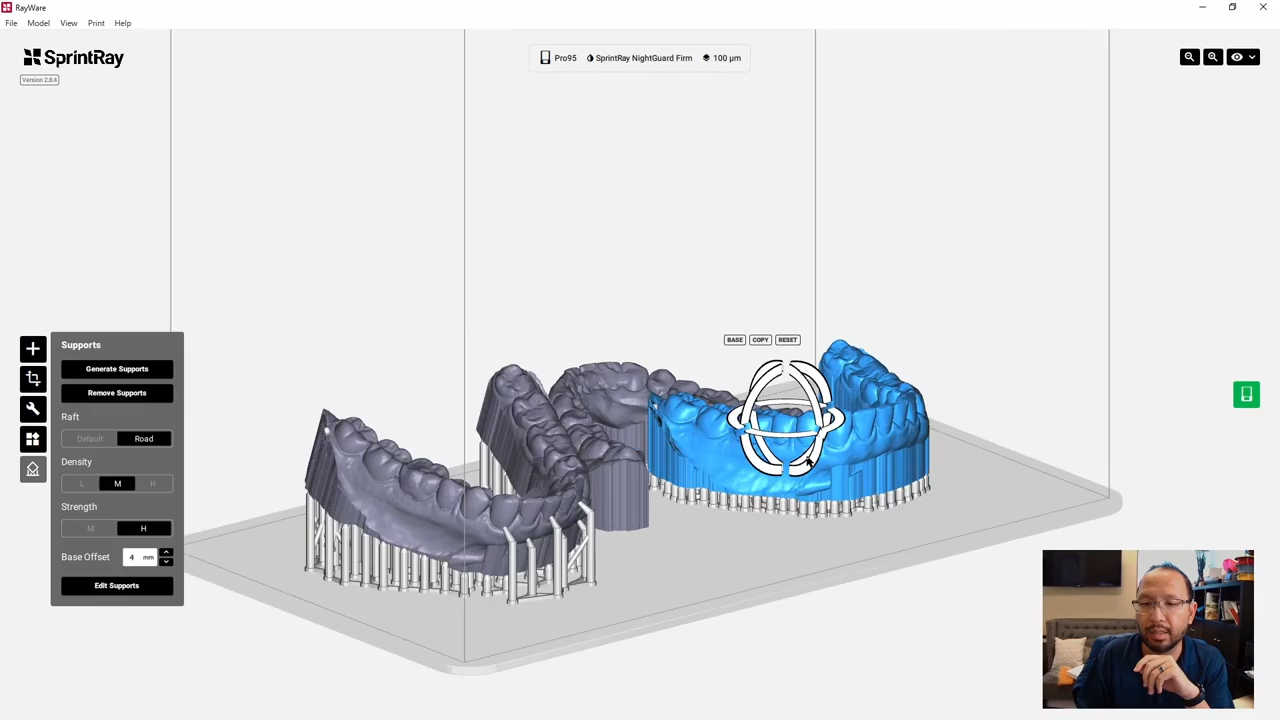 RayWare
File Model View Print Help
SprintRay
Version 2.8.4
Pro95 SprintRay NightGuard Firm 100 µm
BASE COPY RESET
Supports
Generate Supports
Remove Supports
Raft
Default Road
Density
L M H
Strength
M H
Base Offset 4 mm
Edit Supports